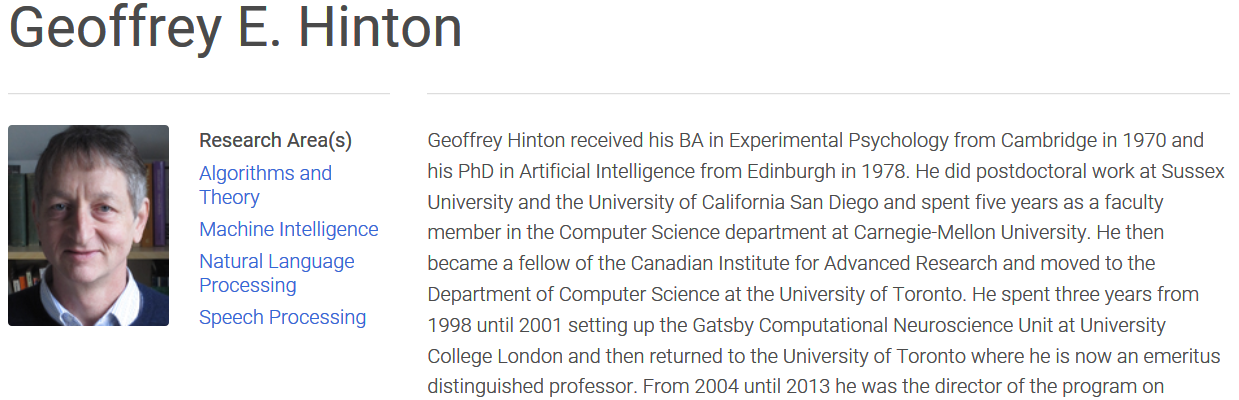 Geoffrey E. Hinton
Research Area(s)
Algorithms and
Theory
Machine Intelligence
Natural Language
Processing
Speech Processing
Geoffrey Hinton received his BA in Experimental Psychology from Cambridge in 1970 and
his PhD in Artificial Intelligence from Edinburgh in 1978. He did postdoctoral work at Sussex
University and the University of California San Diego and spent five years as a faculty
member in the Computer Science department at Carnegie-Mellon University. He then
became a fellow of the Canadian Institute for Advanced Research and moved to the
Department of Computer Science at the University of Toronto. He spent three years from
1998 until 2001 setting up the Gatsby Computational Neuroscience Unit at University
College London and then returned to the University of Toronto where he is now an emeritus
distinguished professor. From 2004 until 2013 he was the director of the program on